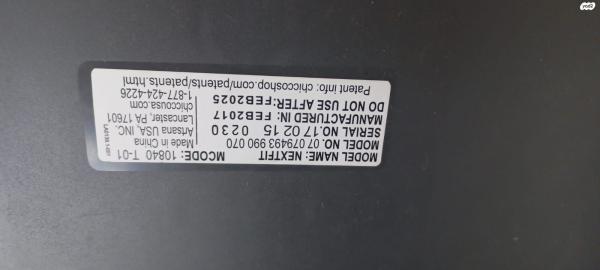 MODEL NAME: NEXTFIT MCODE: 10840 T-01
MODEL NO. 07 079493 990 070 Made in China
SERIAL NO. 17 02 15 0230 Artsana USA, INC.
MANUFACTURED IN: FEB2017 Lancaster, PA 17601
DO NOT USE AFTER: FEB2025 chiccousa.com
1-877-424-4226
Patent info: chiccoshop.com/patents/patents.html